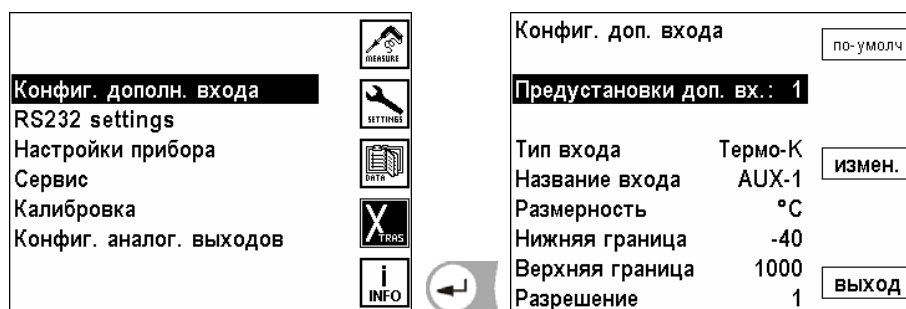 MEASURE
Конфиг. дополн. входа
SETTINGS
RS232 settings
Настройки прибора
DATA
Сервис
Калибровка
XTRAS
Конфиг. аналог. выходов
i
INFO
Конфиг. доп. входа
по-умолч
Предустановки доп. вх.: 1
Тип входа Термо-K
измен.
Название входа AUX-1
Размерность °C
Нижняя граница -40
Верхняя граница 1000
выход
Разрешение 1